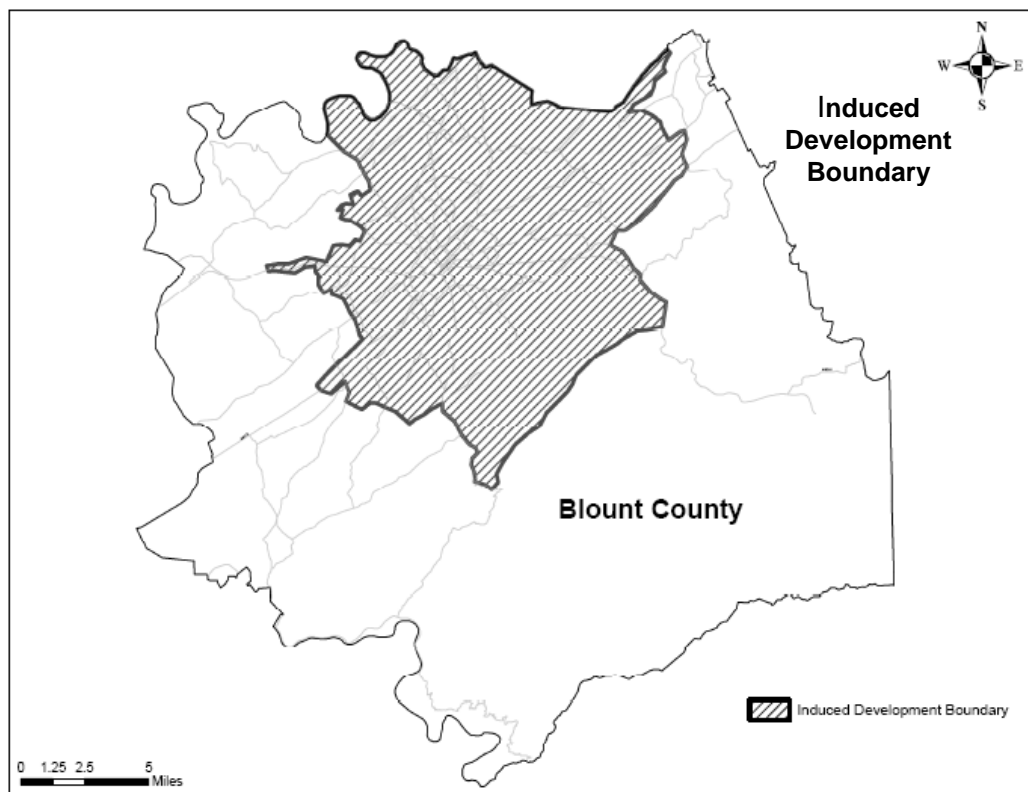 N
W E
S
Induced
Development
Boundary
Blount County
Induced Development Boundary
0 1.25 2.5 5
Miles